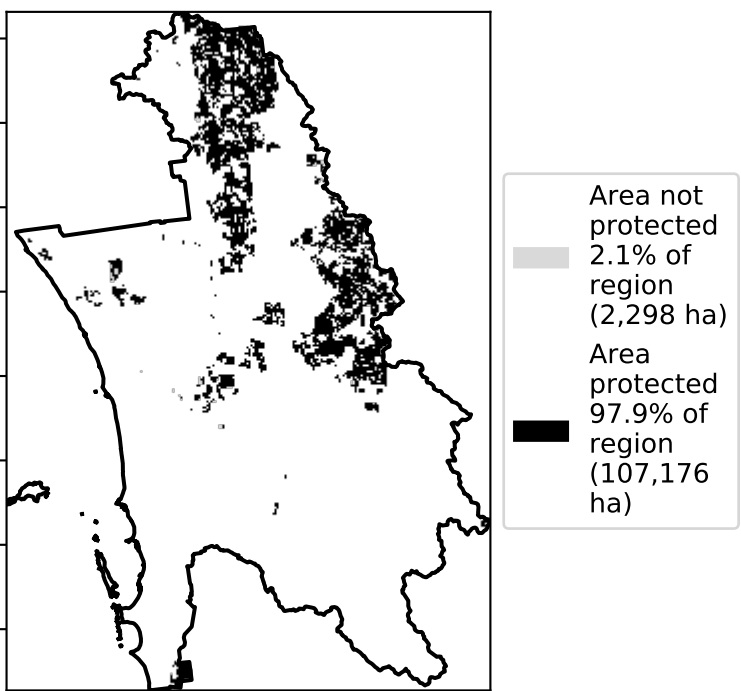 Area not
protected
2.1% of
region
(2,298 ha)
Area
protected
97.9% of
region
(107,176
ha)